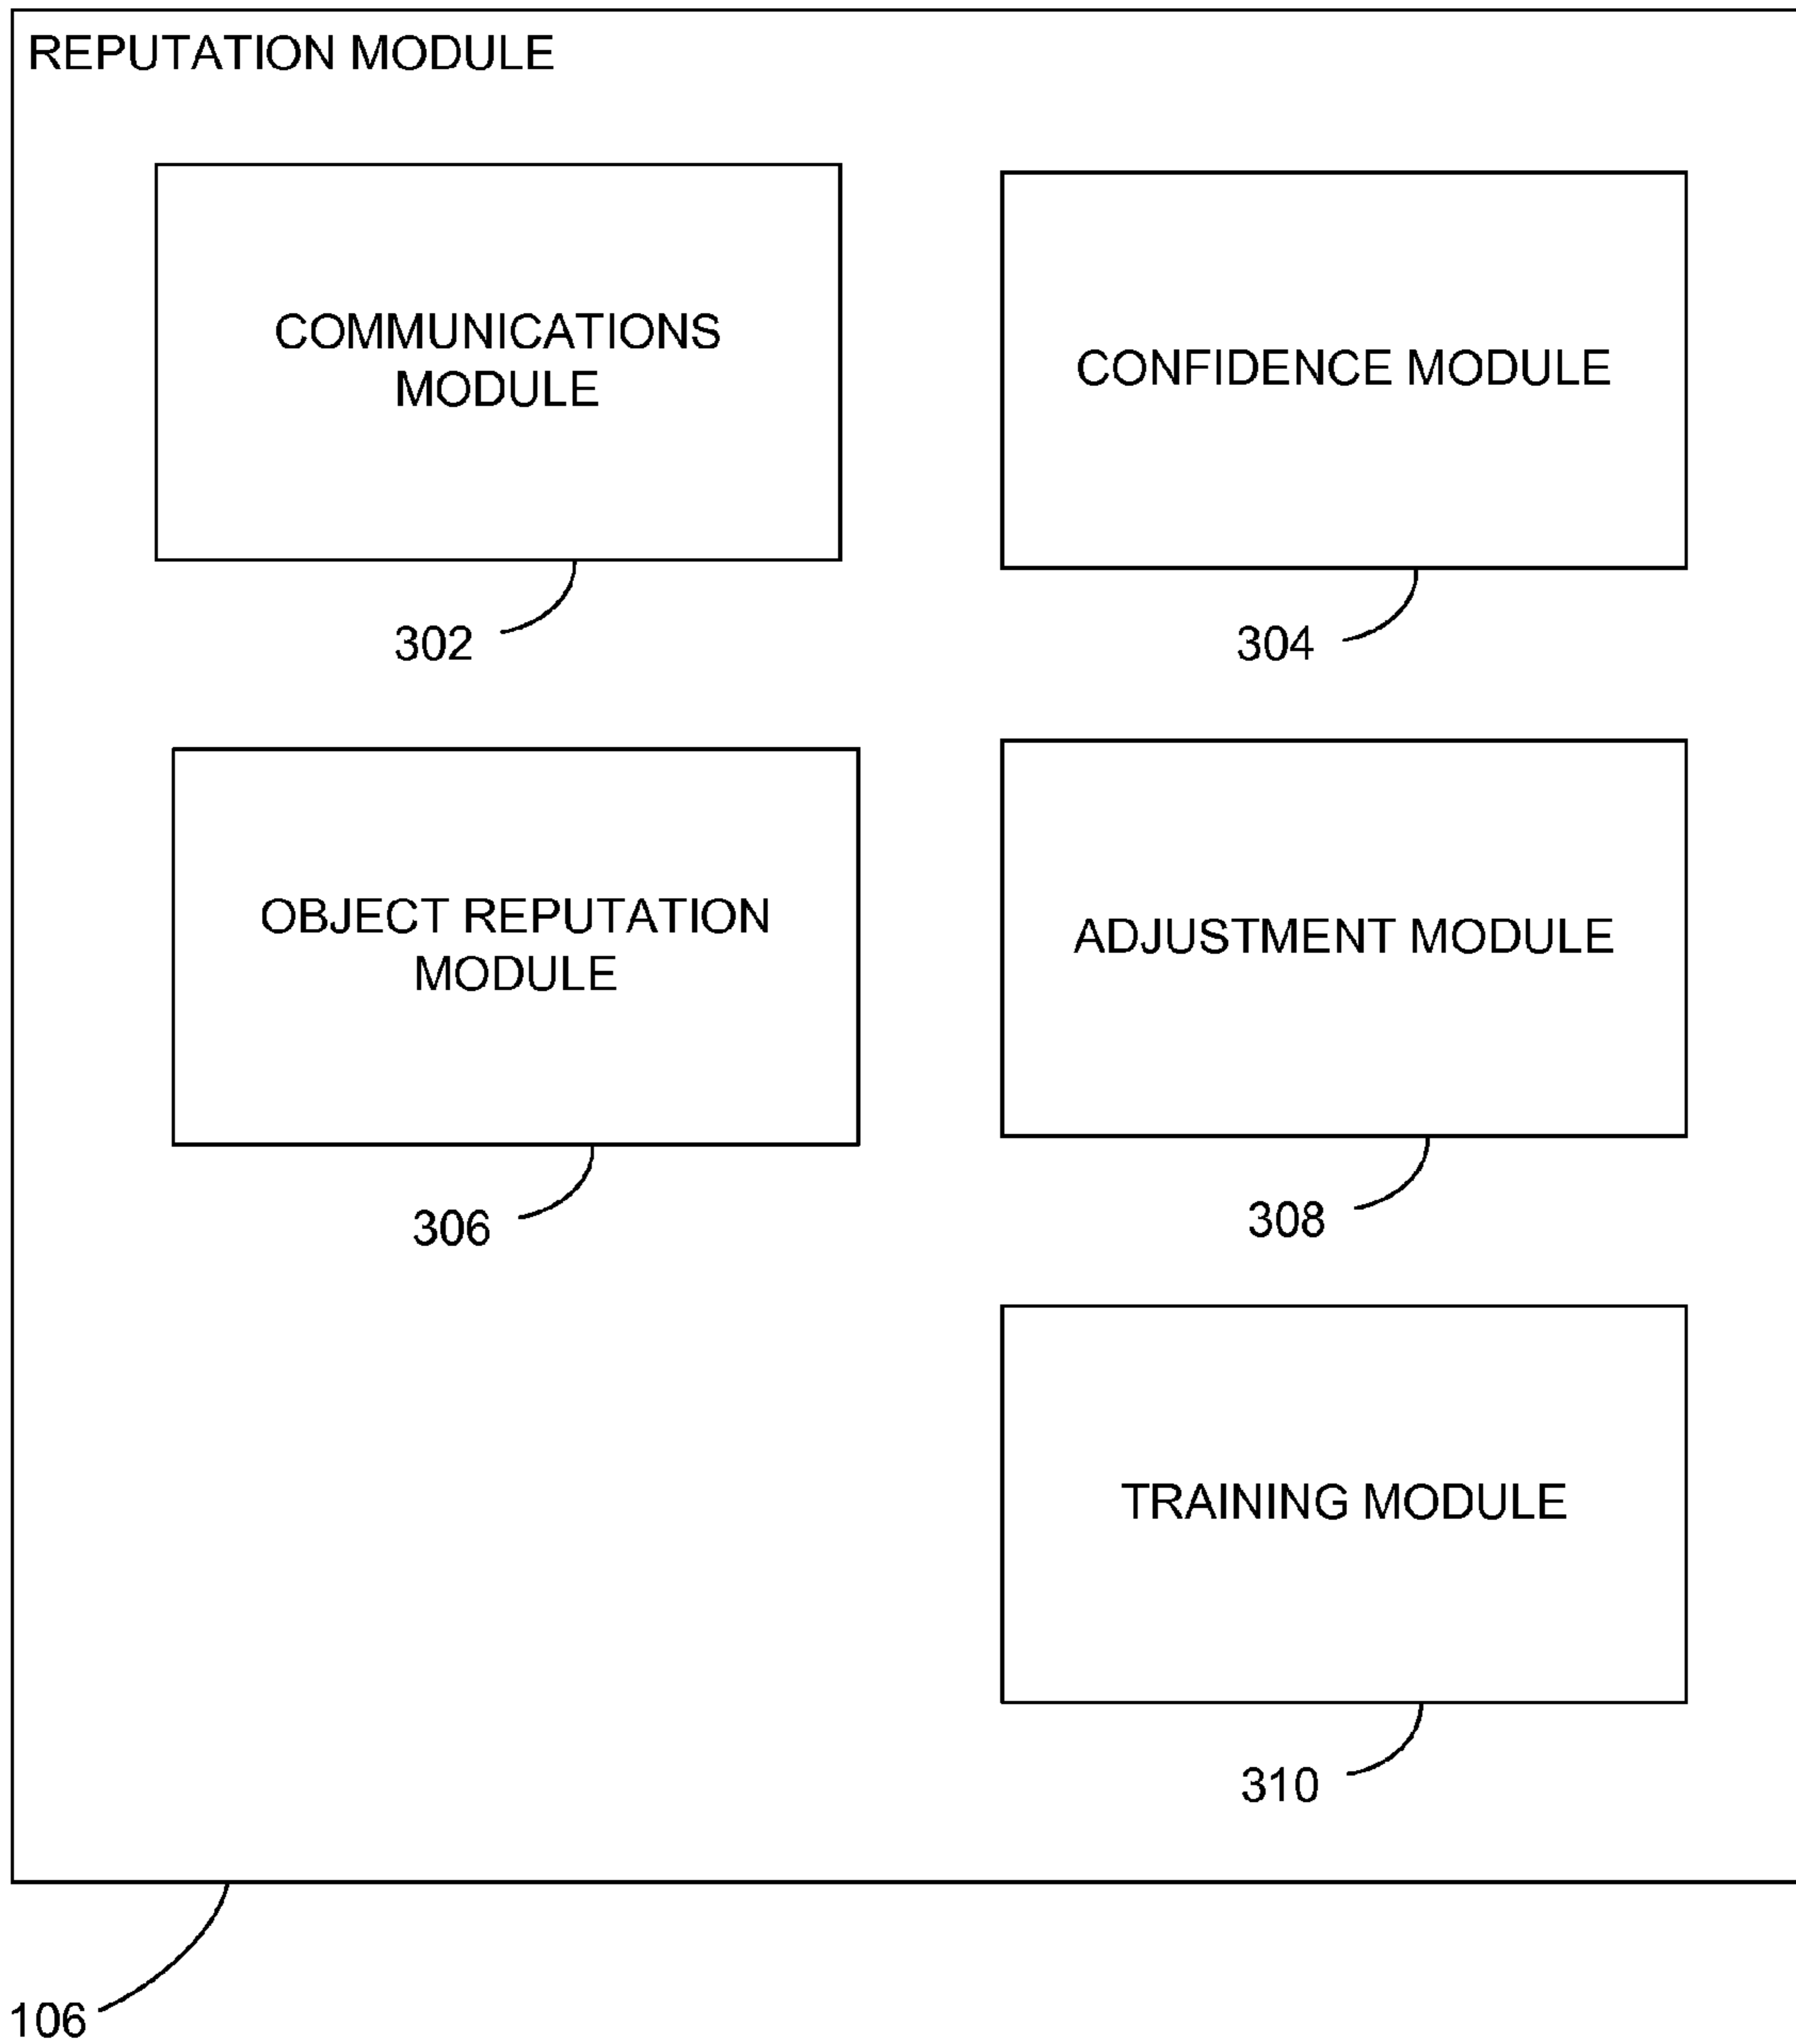 REPUTATION MODULE
COMMUNICATIONS
MODULE
302
CONFIDENCE MODULE
304
OBJECT REPUTATION
MODULE
306
ADJUSTMENT MODULE
308
TRAINING MODULE
310
106